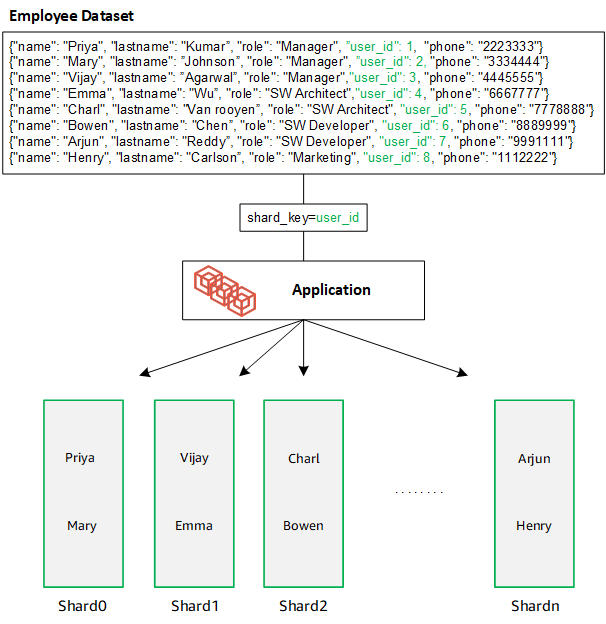 Employee Dataset
{"name": "Priya", "lastname": "Kumar", "role": "Manager", "user_id": 1,  "phone": "2223333"}
{"name": "Mary", "lastname": "Johnson", "role": "Manager", "user_id": 2, "phone": "3334444"}
{"name": "Vijay", "lastname": "Agarwal", "role": "Manager","user_id": 3, "phone": "4445555"}
{"name": "Emma", "lastname": "Wu", "role": "SW Architect","user_id": 4, "phone": "6667777"}
{"name": "Charl", "lastname": "Van rooyen", "role": "SW Architect", "user_id": 5, "phone": "7778888"}
{"name": "Bowen", "lastname": "Chen", "role": "SW Developer", "user_id": 6, "phone": "8889999"}
{"name": "Arjun", "lastname": "Reddy", "role": "SW Developer", "user_id": 7, "phone": "9991111"}
{"name": "Henry", "lastname": "Carlson", "role": "Marketing", "user_id": 8, "phone": "1112222"}
shard_key=user_id
Application
Priya
Mary
Shard0
Vijay
Emma
Shard1
Charl
Bowen
Shard2
........
Arjun
Henry
Shardn